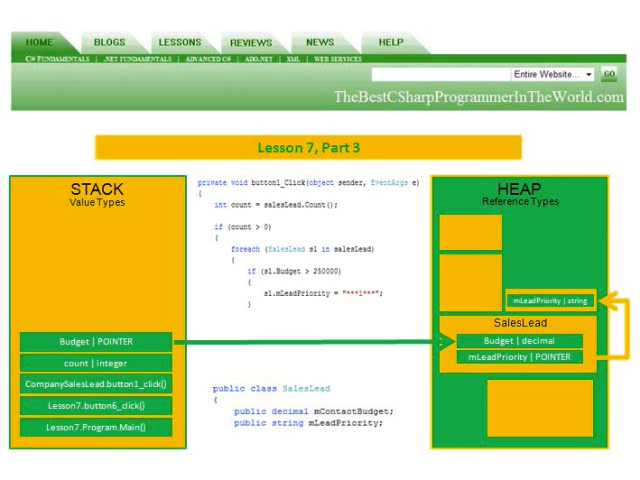 HOME BLOGS LESSONS REVIEWS NEWS HELP
C# FUNDAMENTALS | .NET FUNDAMENTALS | ADVANCED C# | ADO.NET | XML | WEB SERVICES
Entire Website... GO
TheBestCSharpProgrammerInTheWorld.com
Lesson 7, Part 3
STACK
Value Types
Budget | POINTER
count | integer
CompanySalesLead.button1_click()
Lesson7.button6_click()
Lesson7.Program.Main()
private void button1_Click(object sender, EventArgs e)
{
int count = salesLead.Count();
if (count > 0)
{
foreach (SalesLead sl in salesLead)
{
if (sl.Budget > 250000)
{
sl.mLeadPriority = "***1***";
}
public class SalesLead
{
public decimal mContactBudget;
public string mLeadPriority;
HEAP
Reference Types
mLeadPriority | string
SalesLead
Budget | decimal
mLeadPriority | POINTER